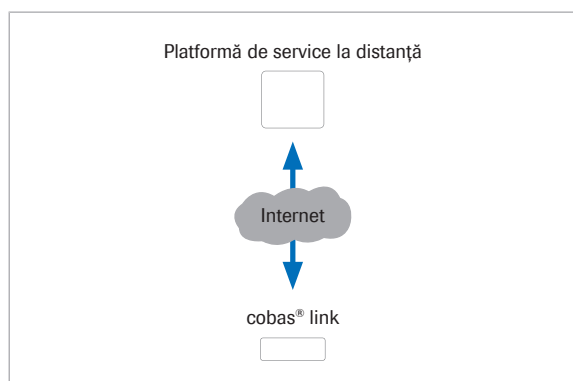 Platformă de service la distanță
Internet
cobas® link